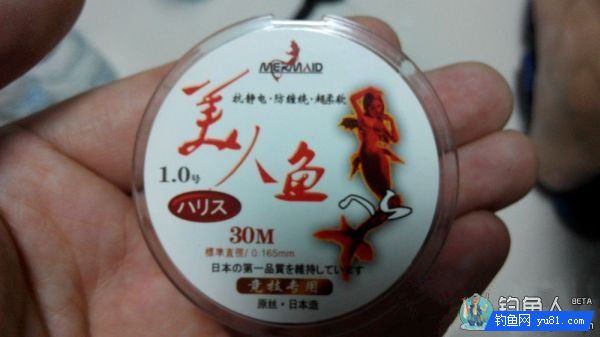 MERMAID
抗静电·防缠绕·超柔软
美人鱼
1.0号
ハリス
へら
30M
標準直徑/0.165mm
日本の第一品質を維持しています
竞技专用
原丝·日本造
钓鱼人 BETA
钓鱼网 yu81.com